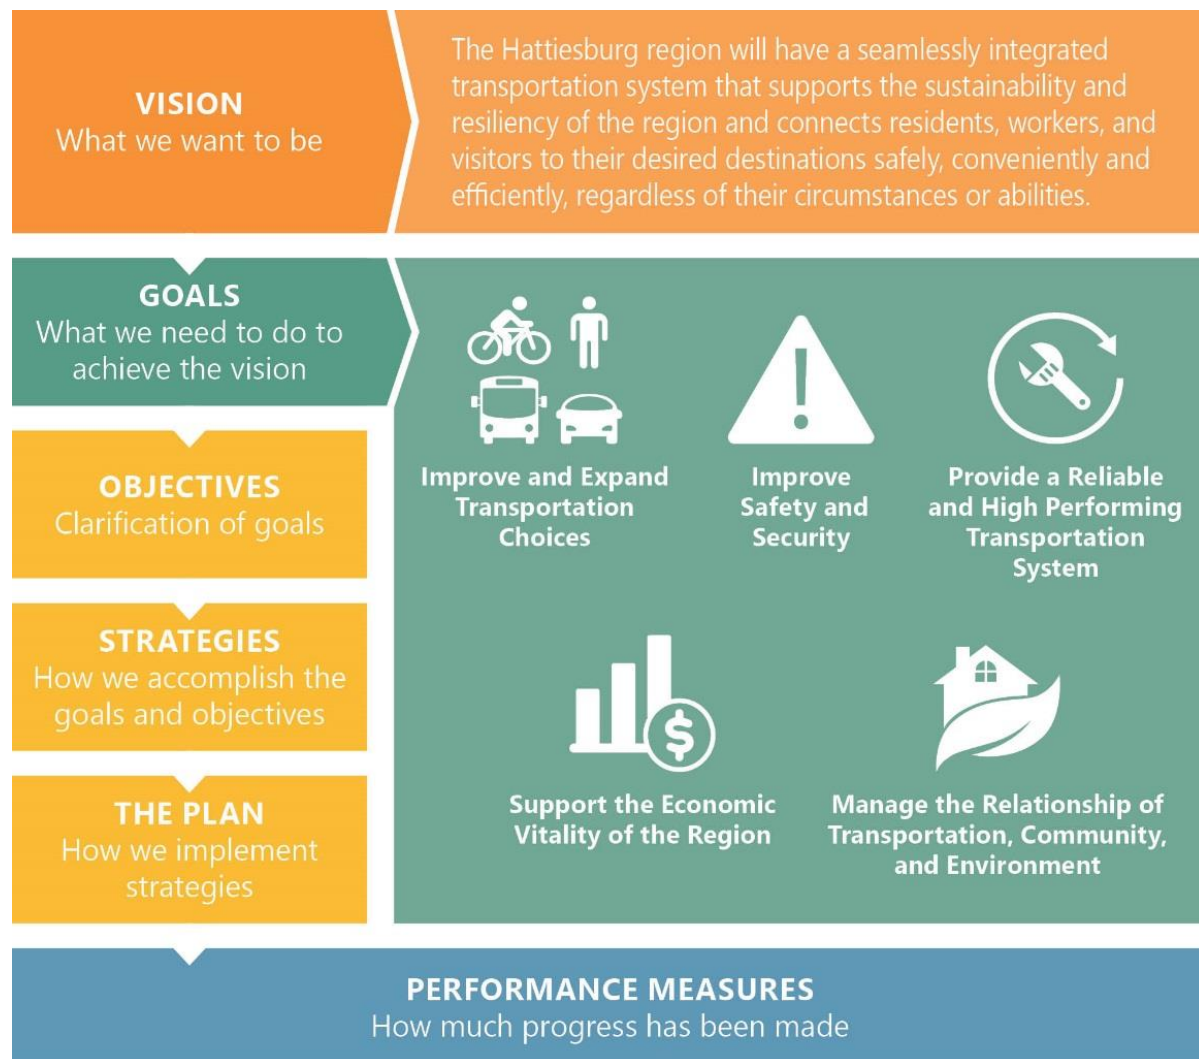 VISION
What we want to be
The Hattiesburg region will have a seamlessly integrated
transportation system that supports the sustainability and
resiliency of the region and connects residents, workers, and
visitors to their desired destinations safely, conveniently and
efficiently, regardless of their circumstances or abilities.
GOALS
What we need to do to
achieve the vision
Improve and Expand
Transportation
Choices
Improve
Safety and
Security
Provide a Reliable
and High Performing
Transportation
System
$
Support the Economic
Vitality of the Region
Manage the Relationship of
Transportation, Community,
and Environment
OBJECTIVES
Clarification of goals
STRATEGIES
How we accomplish the
goals and objectives
THE PLAN
How we implement
strategies
PERFORMANCE MEASURES
How much progress has been made